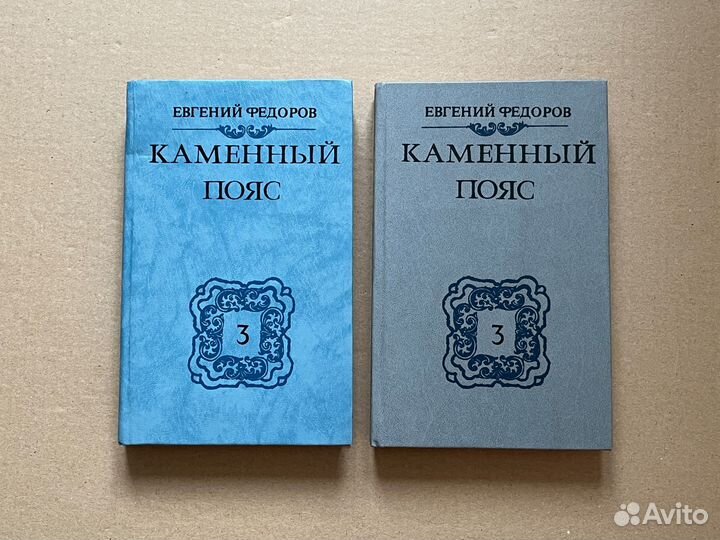 ЕВГЕНИЙ ФЕДОРОВ
КАМЕННЫЙ
ПОЯС
3
ЕВГЕНИЙ ФЕДОРОВ
КАМЕННЫЙ
ПОЯС
3
Avito